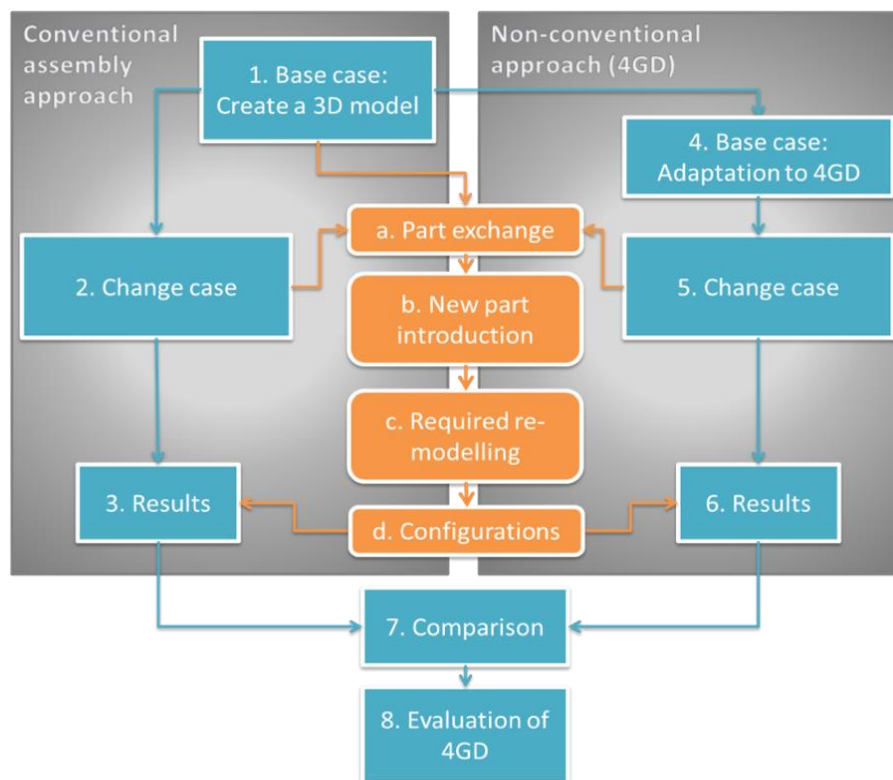 Conventional
assembly
approach
Non-conventional
approach (4GD)
1. Base case:
Create a 3D model
4. Base case:
Adaptation to 4GD
a. Part exchange
2. Change case
5. Change case
b. New part
introduction
c. Required re-
modelling
3. Results
6. Results
d. Configurations
7. Comparison
8. Evaluation of
4GD